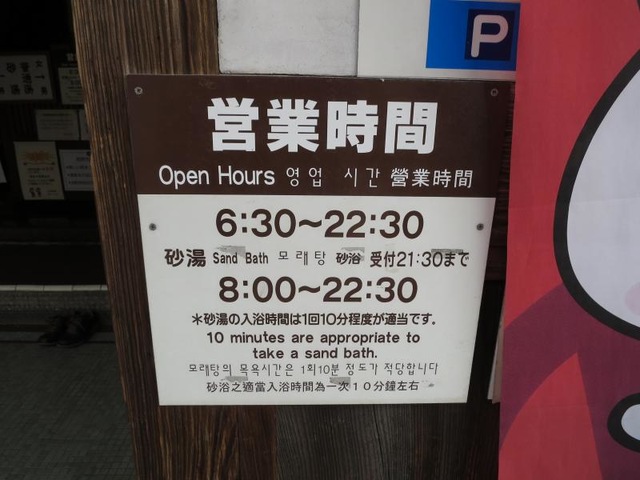 P
営業時間
Open Hours 영업 시간 營業時間
6:30～22:30
砂湯 Sand Bath 모래탕 砂浴 受付21:30まで
8:00～22:30
＊砂湯の入浴時間は1回10分程度が適当です。
10 minutes are appropriate to
take a sand bath.
모래탕의 목욕시간은 1회10분 정도가 적당합니다
砂浴之適當入浴時間為一次１０分鐘左右